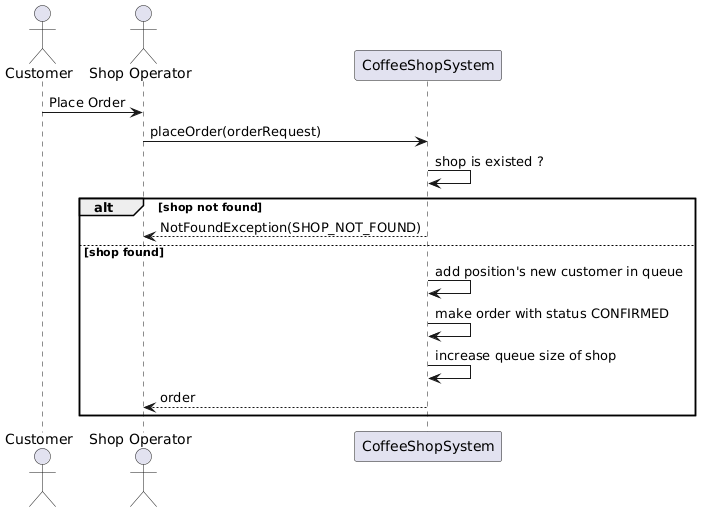 Customer
Shop Operator
CoffeeShopSystem
Place Order
placeOrder(orderRequest)
shop is existed ?
alt
[shop not found]
NotFoundException(SHOP_NOT_FOUND)
[shop found]
add position's new customer in queue
make order with status CONFIRMED
increase queue size of shop
order
Customer
Shop Operator
CoffeeShopSystem